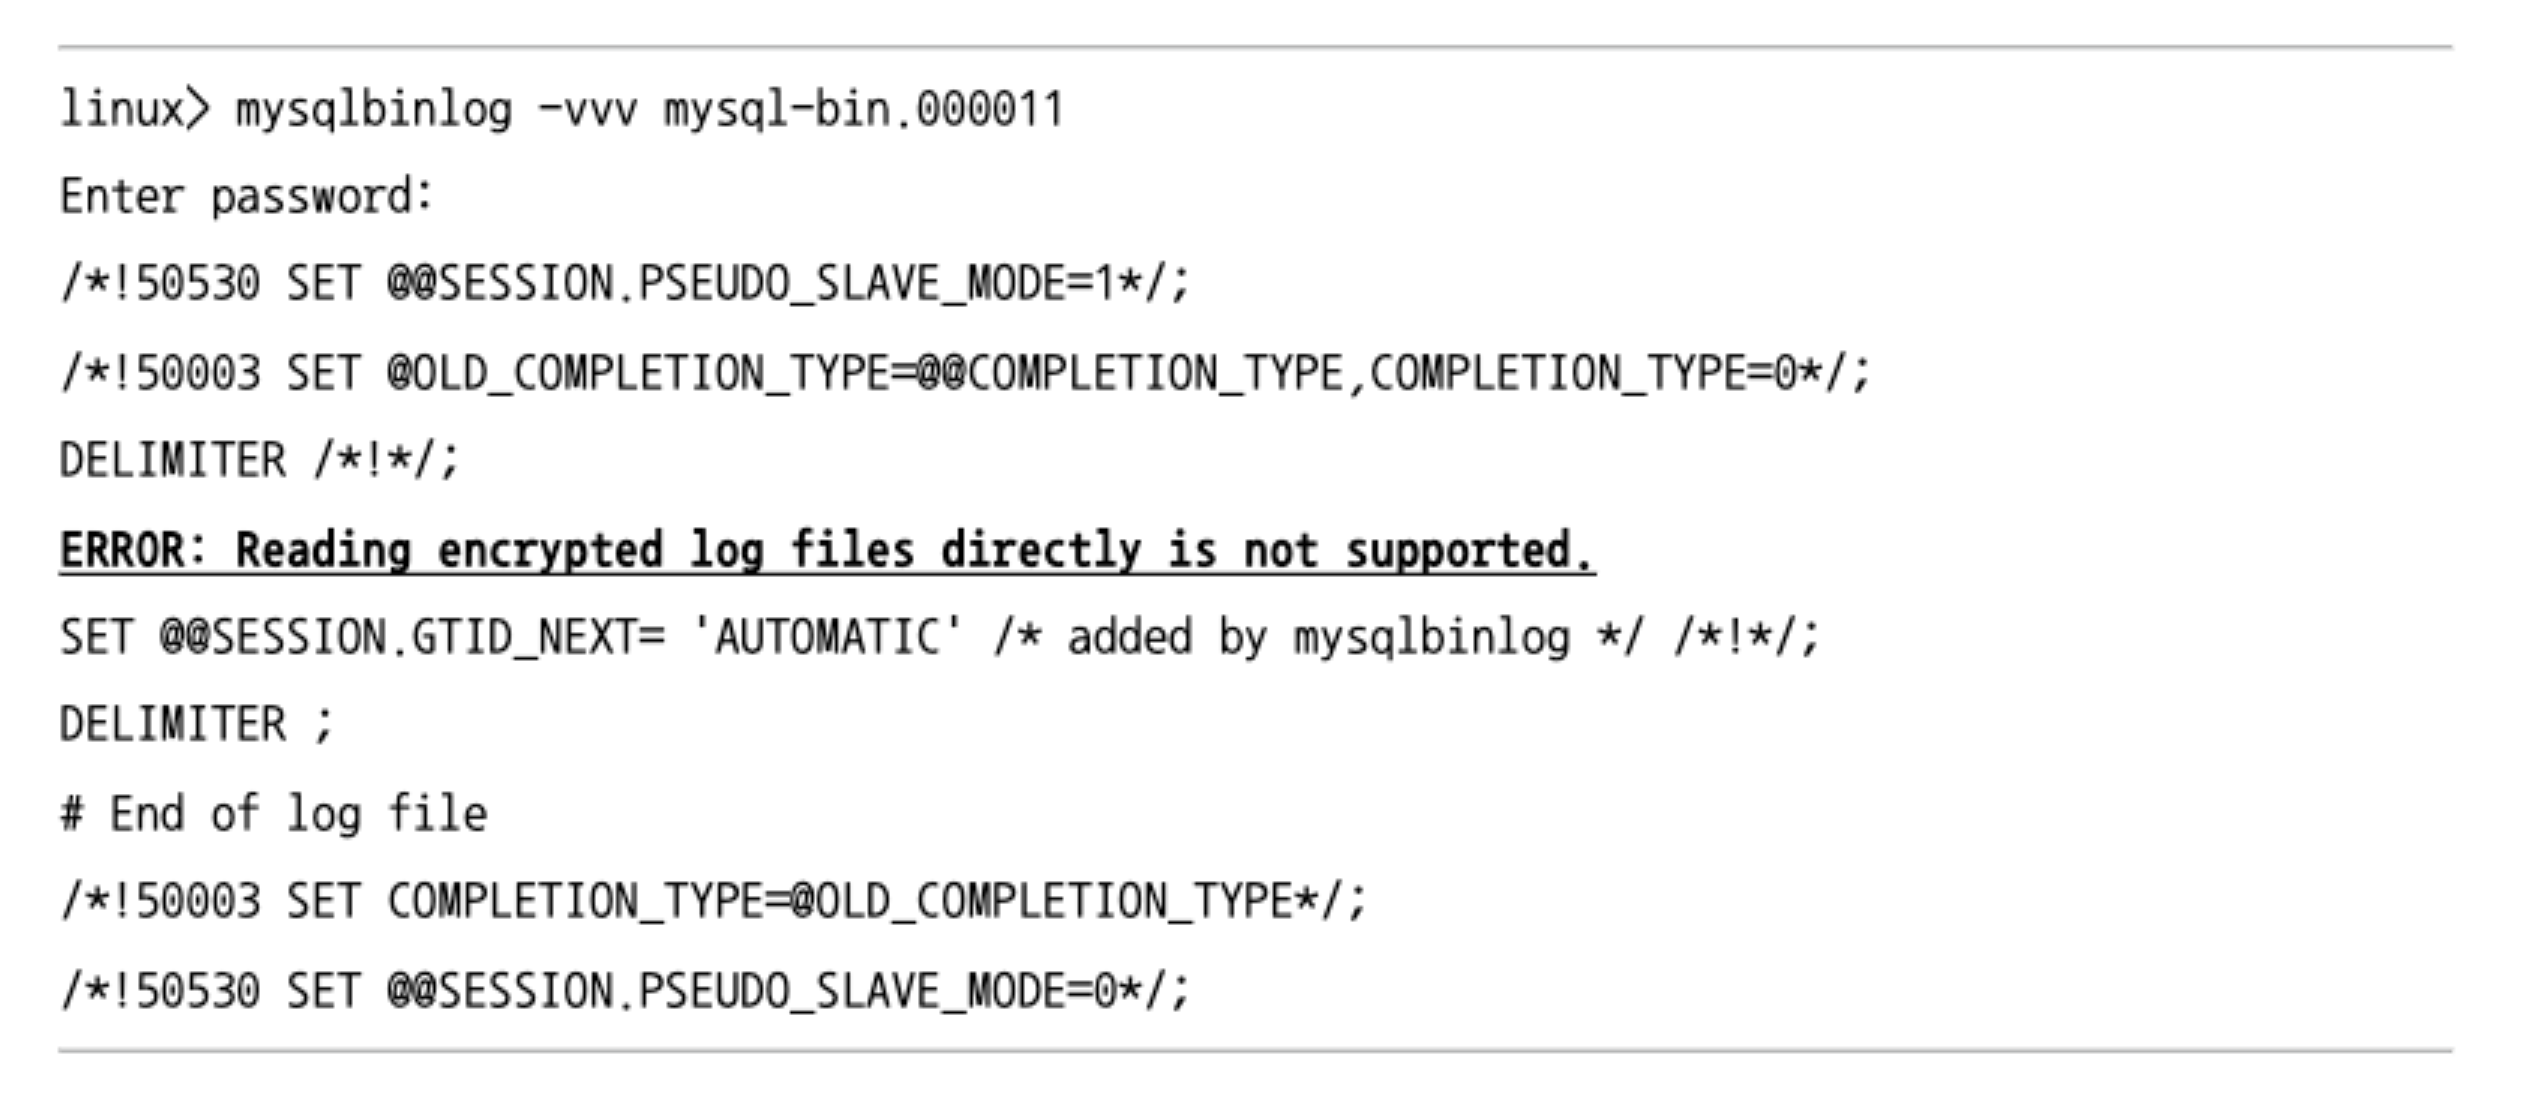 linux> mysqlbinlog -vvv mysql-bin.000011
Enter password:
/*!50530 SET @@SESSION.PSEUDO_SLAVE_MODE=1*/;
/*!50003 SET @OLD_COMPLETION_TYPE=@@COMPLETION_TYPE,COMPLETION_TYPE=0*/;
DELIMITER /*!*/;
ERROR: Reading encrypted log files directly is not supported.
SET @@SESSION.GTID_NEXT= 'AUTOMATIC' /* added by mysqlbinlog */ /*!*/;
DELIMITER ;
# End of log file
/*!50003 SET COMPLETION_TYPE=@OLD_COMPLETION_TYPE*/;
/*!50530 SET @@SESSION.PSEUDO_SLAVE_MODE=0*/;